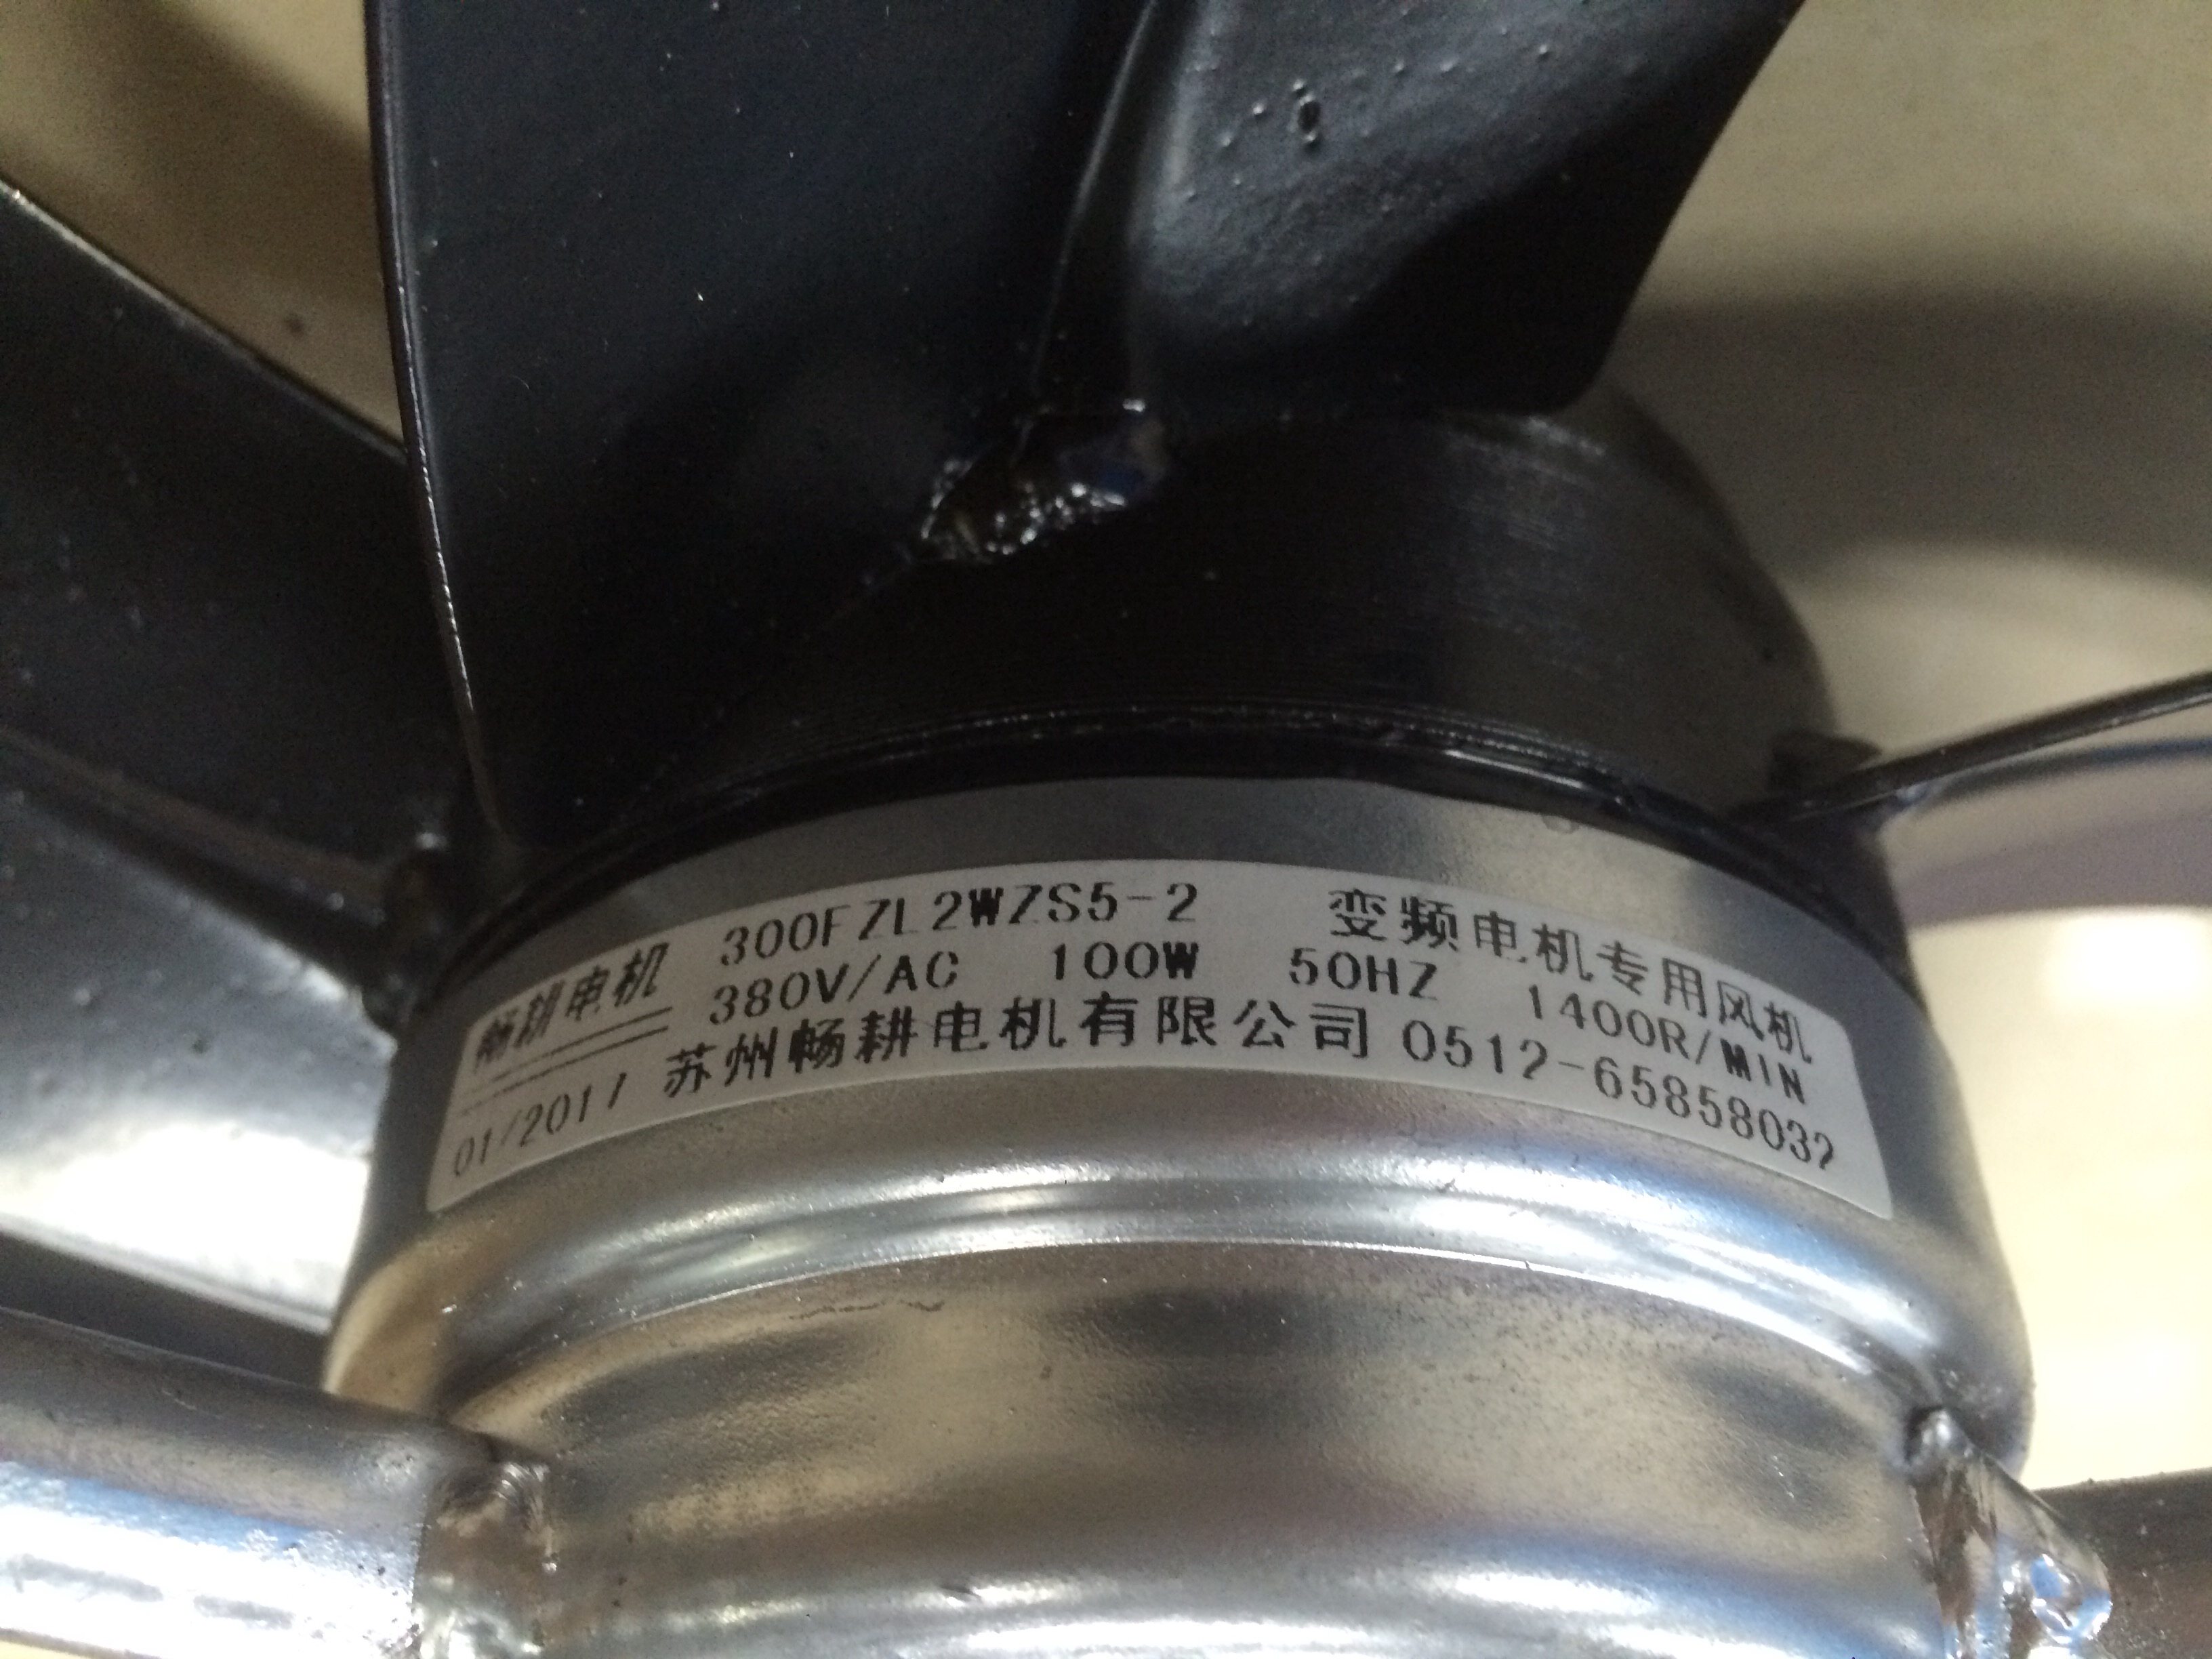 畅耕电机 300FZL2WZS5-2 变频电机专用风机
380V/AC 100W 50HZ 1400R/MIN
01/2017 苏州畅耕电机有限公司 0512-65858032